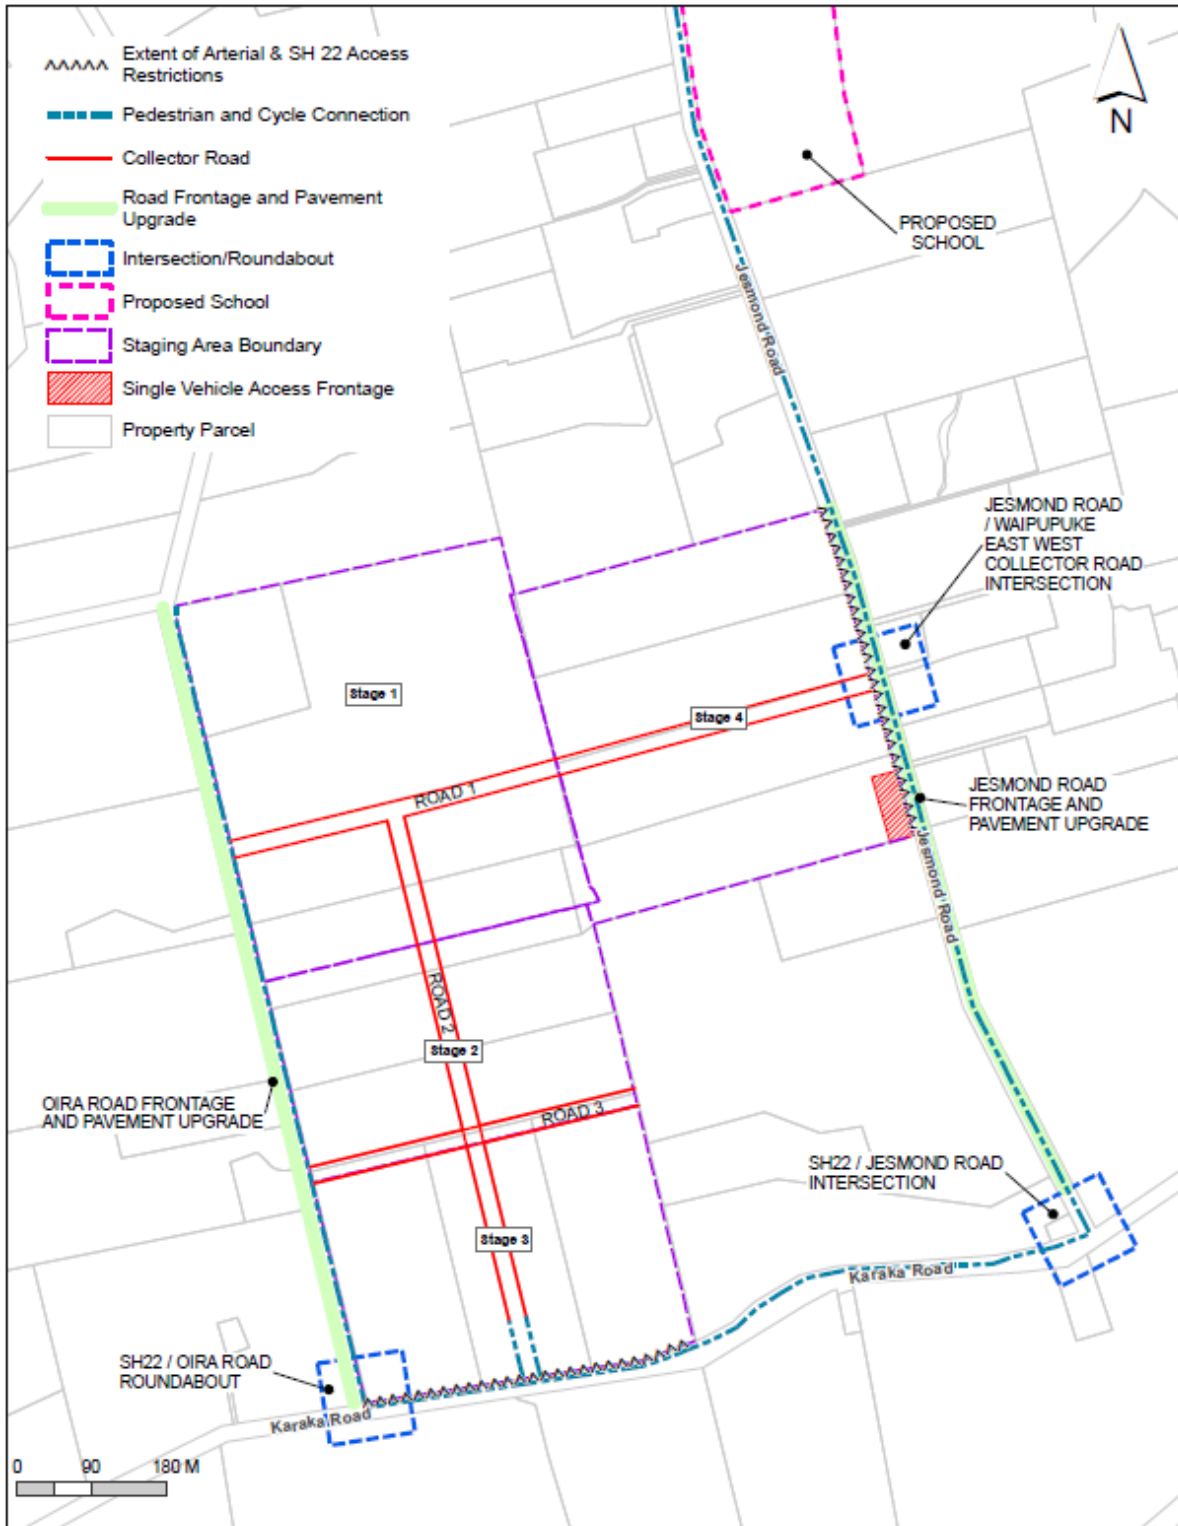 Extent of Arterial & SH 22 Access
Restrictions
Pedestrian and Cycle Connection
Collector Road
Road Frontage and Pavement
Upgrade
Intersection/Roundabout
Proposed School
Staging Area Boundary
Single Vehicle Access Frontage
Property Parcel
N
PROPOSED
SCHOOL
Jesmond Road
JESMOND ROAD
/ WAIPUPUKE
EAST WEST
COLLECTOR ROAD
INTERSECTION
Stage 1
Stage 4
ROAD 1
JESMOND ROAD
FRONTAGE AND
PAVEMENT UPGRADE
Jesmond Road
ROAD 2
Stage 2
OIRA ROAD FRONTAGE
AND PAVEMENT UPGRADE
ROAD 3
SH22 / JESMOND ROAD
INTERSECTION
Stage 3
Karaka Road
SH22 / OIRA ROAD
ROUNDABOUT
Karaka Road
0 90 180 M